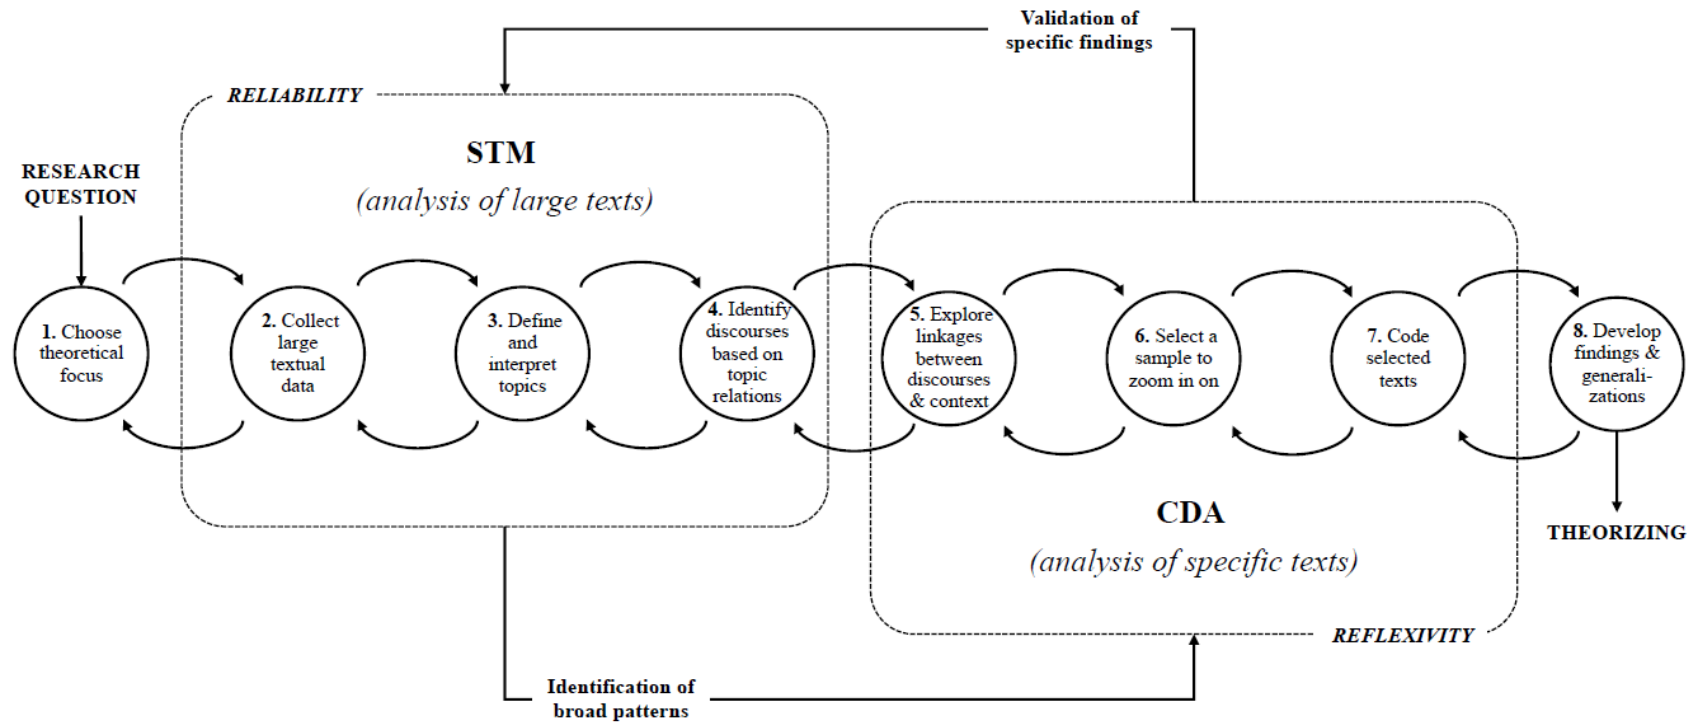 Validation of
specific findings
RELIABILITY
STM
(analysis of large texts)
RESEARCH
QUESTION
1. Choose
theoretical
focus
2. Collect
large
textual
data
3. Define
and
interpret
topics
4. Identify
discourses
based on
topic
relations
5. Explore
linkages
between
discourses
& context
6. Select a
sample to
zoom in on
7. Code
selected
texts
8. Develop
findings &
generali-
zations
CDA
(analysis of specific texts)
THEORIZING
REFLEXIVITY
Identification of
broad patterns